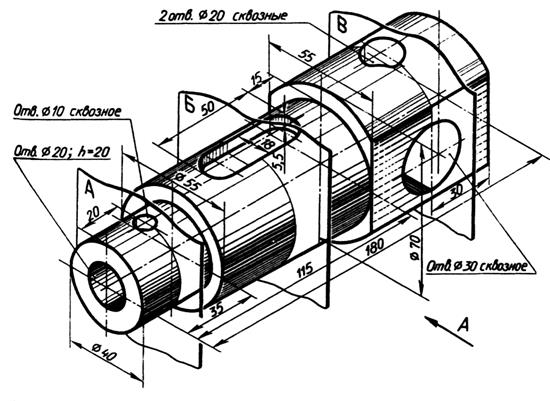 2 отв. Ø20 сквозные
В
55
15
50
Б
Отв. Ø10 сквозное
18
5,5
Отв. Ø20; h=20
Ø55
А
20
30
Ø70
180
115
Отв. Ø30 сквозное
35
А
Ø40